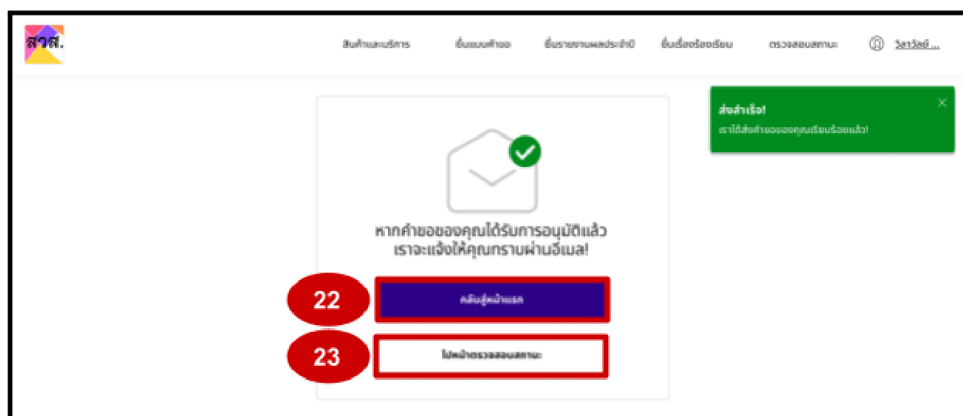 สวส.
สินค้าและบริการ ยื่นแบบคำขอ ยื่นรายงานผลประจำปี ยื่นเรื่องร้องเรียน ตรวจสอบสถานะ วิลาวัลย์ ...
ส่งสำเร็จ!
เราได้ส่งคำขอของคุณเรียบร้อยแล้ว!
หากคำขอของคุณได้รับการอนุมัติแล้ว
เราจะแจ้งให้คุณทราบผ่านอีเมล!
22 กลับสู่หน้าแรก
23 ไปหน้าตรวจสอบสถานะ